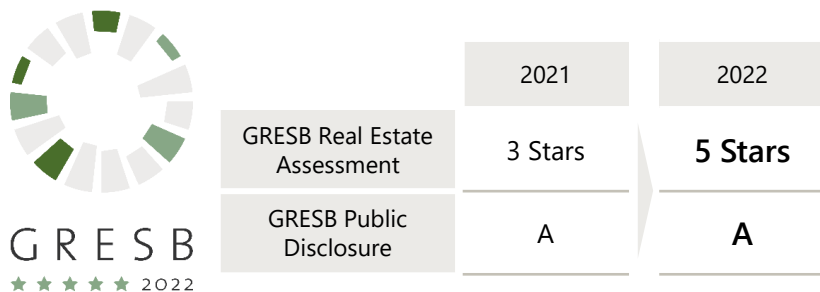 2021 2022
GRESB Real Estate
Assessment
3 Stars 5 Stars
GRESB Public
Disclosure
A A
GRESB
★★★★★ 2022